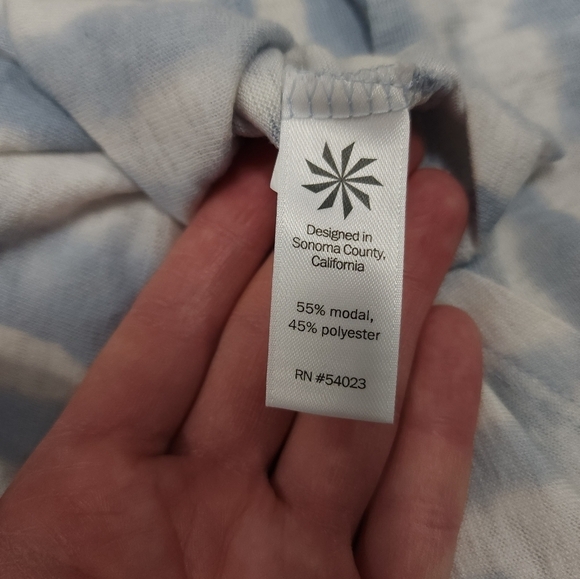 Designed in
Sonoma County,
California
55% modal,
45% polyester
RN #54023